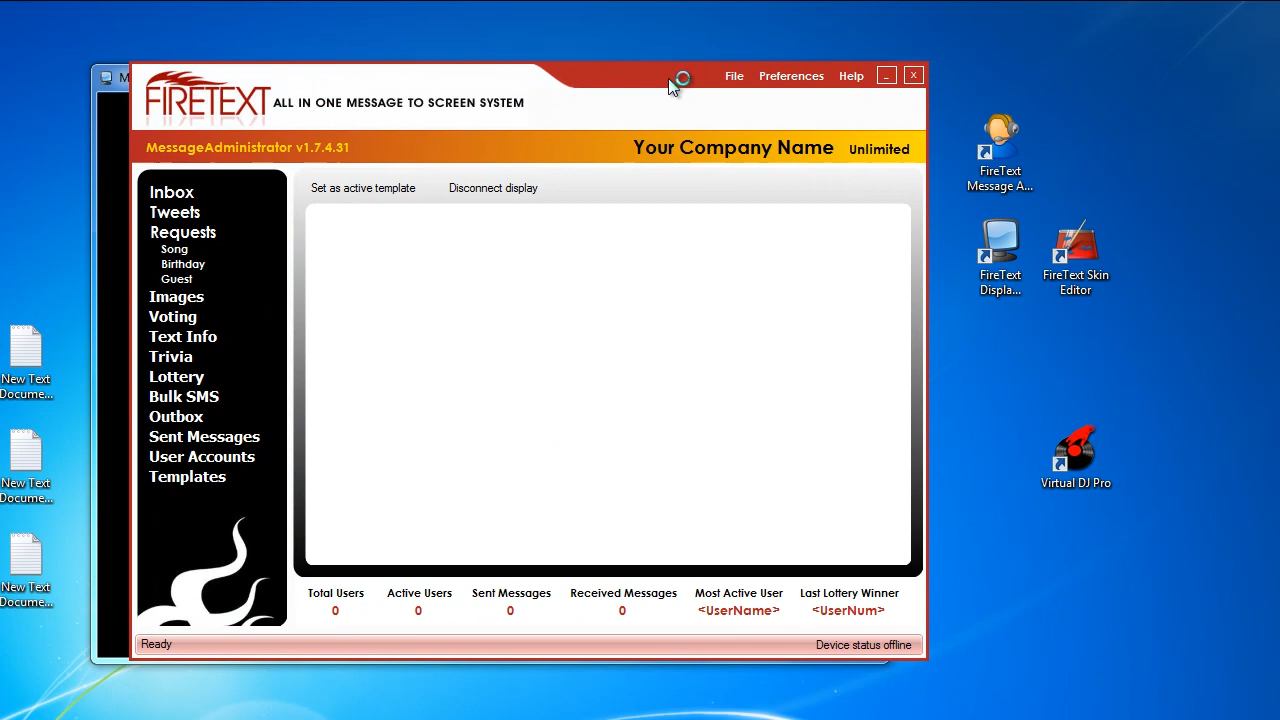 M
FIRETEXT ALL IN ONE MESSAGE TO SCREEN SYSTEM
File Preferences Help _ X
MessageAdministrator v1.7.4.31
Your Company Name Unlimited
Inbox
Tweets
Requests
Song
Birthday
Guest
Images
Voting
Text Info
Trivia
Lottery
Bulk SMS
Outbox
Sent Messages
User Accounts
Templates
Set as active template Disconnect display
Total Users Active Users Sent Messages Received Messages Most Active User Last Lottery Winner
0 0 0 0 <UserName> <UserNum>
Ready Device status offline
New Text
Docume...
New Text
Docume...
New Text
Docume...
FireText
Message A...
FireText
Displa...
FireText Skin
Editor
Virtual DJ Pro